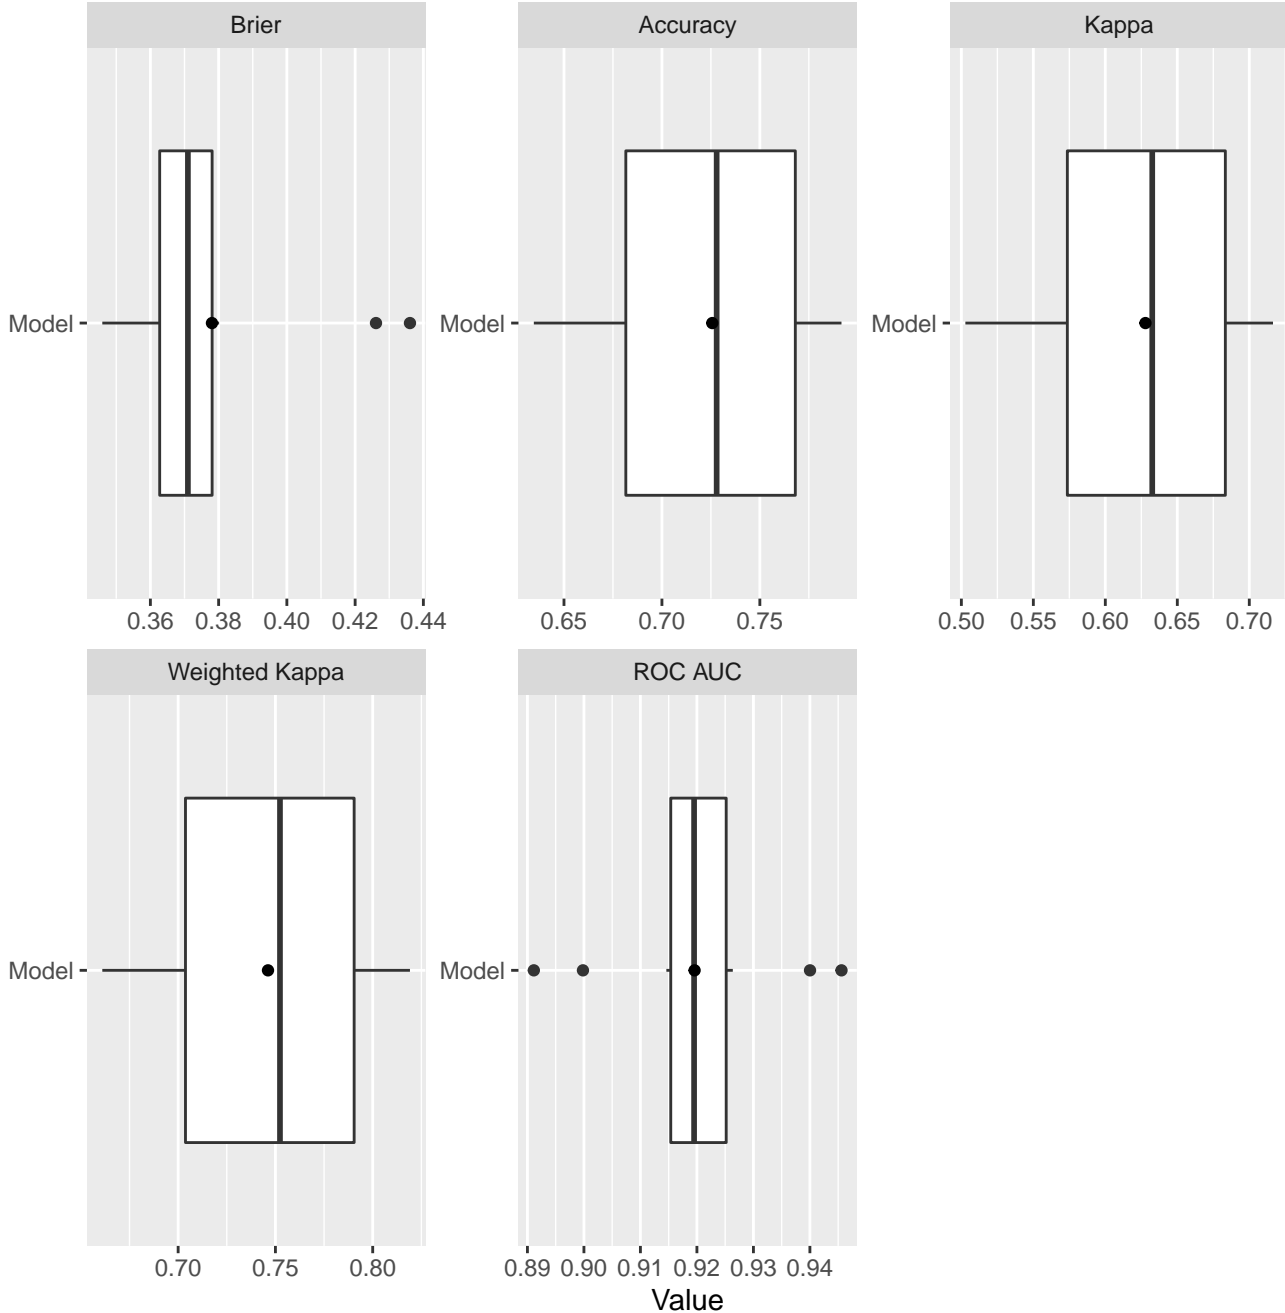 Brier
Accuracy
Kappa
Model
Model
Model
0.36 0.38 0.40 0.42 0.44
0.65 0.70 0.75
0.50 0.55 0.60 0.65 0.70
Weighted Kappa
ROC AUC
Model
Model
0.70 0.75 0.80
0.89 0.90 0.91 0.92 0.93 0.94
Value